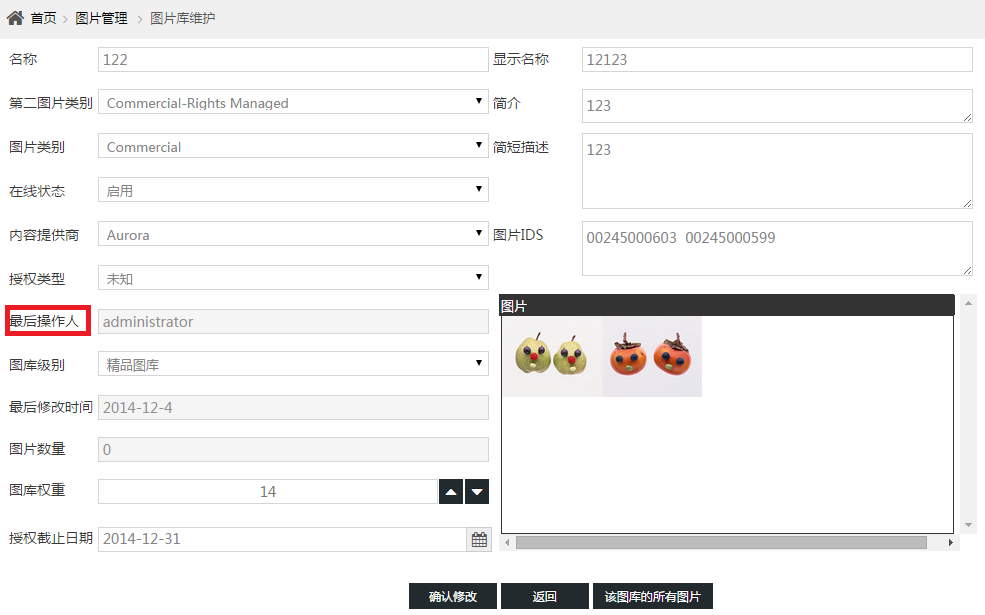 首页 > 图片管理 > 图片库维护
名称 122
显示名称 12123
第二图片类别 Commercial-Rights Managed
简介 123
图片类别 Commercial
简短描述 123
在线状态 启用
内容提供商 Aurora
图片IDS 00245000603 00245000599
授权类型 未知
图片
最后操作人 administrator
图库级别 精品图库
最后修改时间 2014-12-4
图片数量 0
图库权重 14
授权截止日期 2014-12-31
确认修改 返回 该图库的所有图片